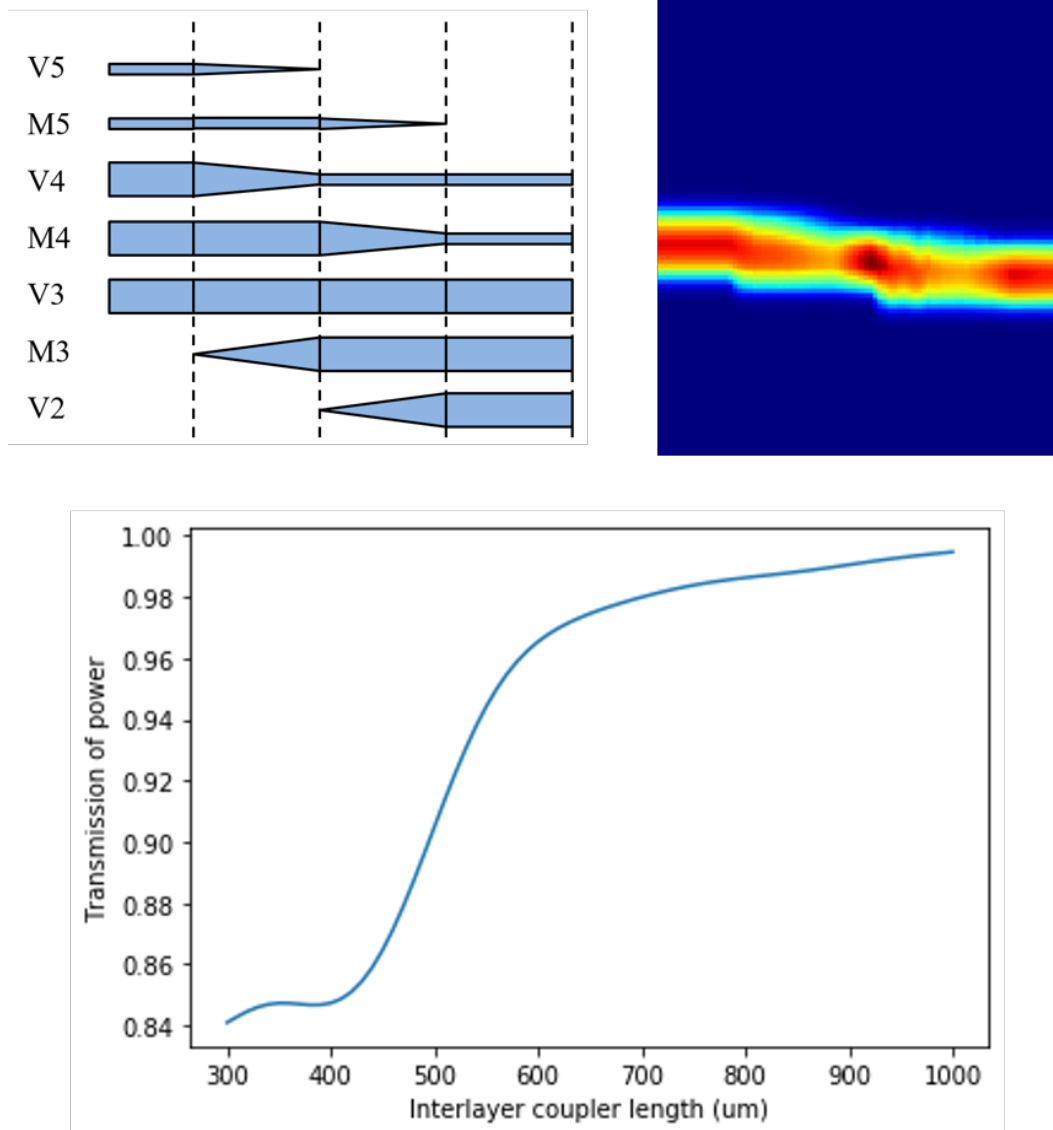 V5
M5
V4
M4
V3
M3
V2
1.00
0.98
0.96
0.94
0.92
0.90
0.88
0.86
0.84
Transmission of power
300 400 500 600 700 800 900 1000
Interlayer coupler length (um)